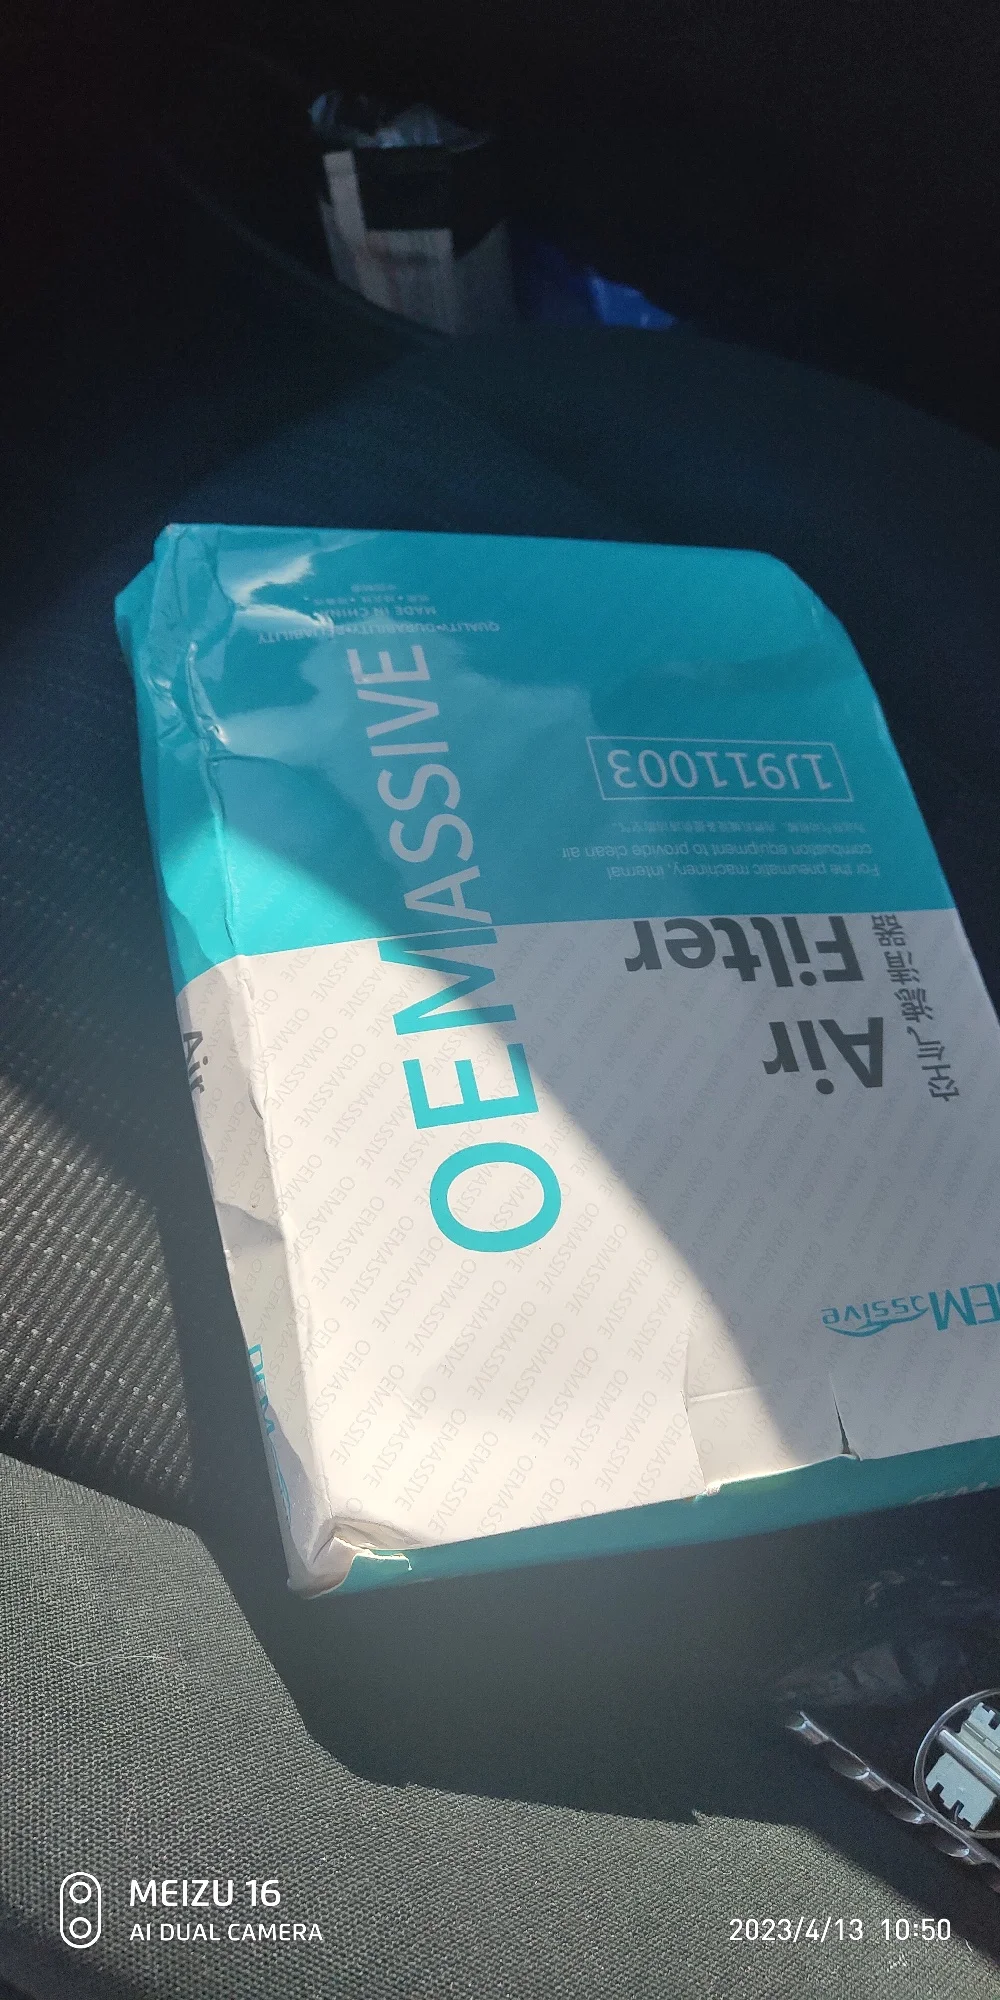 OEMassive
Air
Filter
空气滤清器
For the pneumatic machinery, internal
combustion equipment to provide clean air
1J911003
OEMASSIVE
QUALITY•DURABILITY•RELIABILITY
MADE IN CHINA
Air
MEIZU 16
AI DUAL CAMERA
2023/4/13 10:50